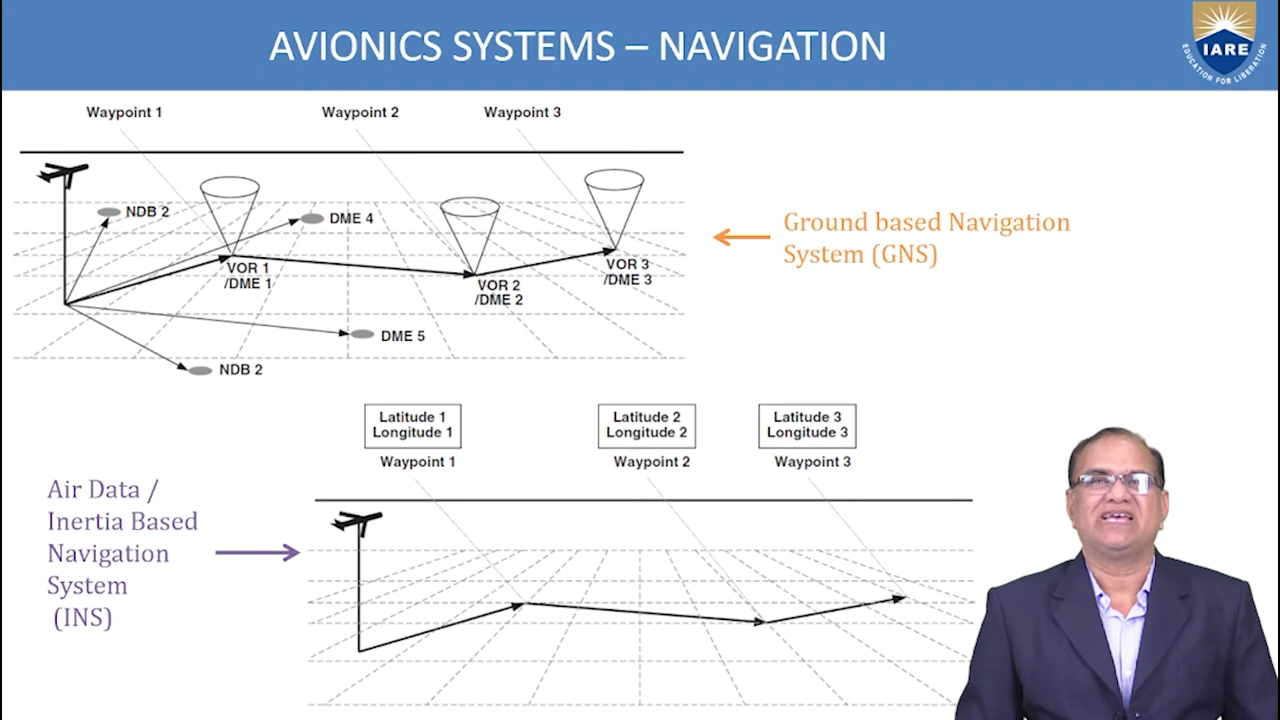 AVIONICS SYSTEMS – NAVIGATION
IARE
EDUCATION FOR LIBERATION
Waypoint 1
Waypoint 2
Waypoint 3
NDB 2
DME 4
VOR 1
/DME 1
VOR 2
/DME 2
VOR 3
/DME 3
DME 5
NDB 2
Ground based Navigation
System (GNS)
Latitude 1
Longitude 1
Latitude 2
Longitude 2
Latitude 3
Longitude 3
Waypoint 1
Waypoint 2
Waypoint 3
Air Data /
Inertia Based
Navigation
System
(INS)